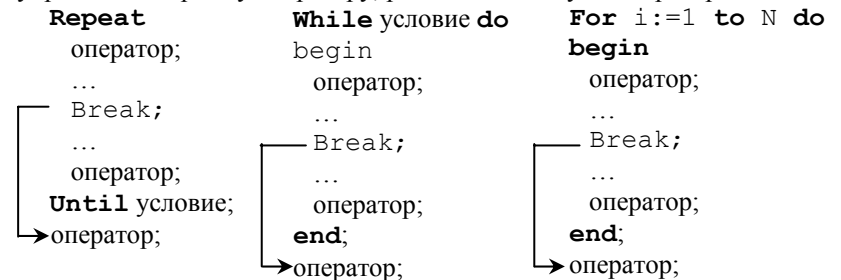 Repeat
оператор;
…
Break;
…
оператор;
Until условие;
оператор;
While условие do
begin
оператор;
…
Break;
…
оператор;
end;
оператор;
For i:=1 to N do
begin
оператор;
…
Break;
…
оператор;
end;
оператор;